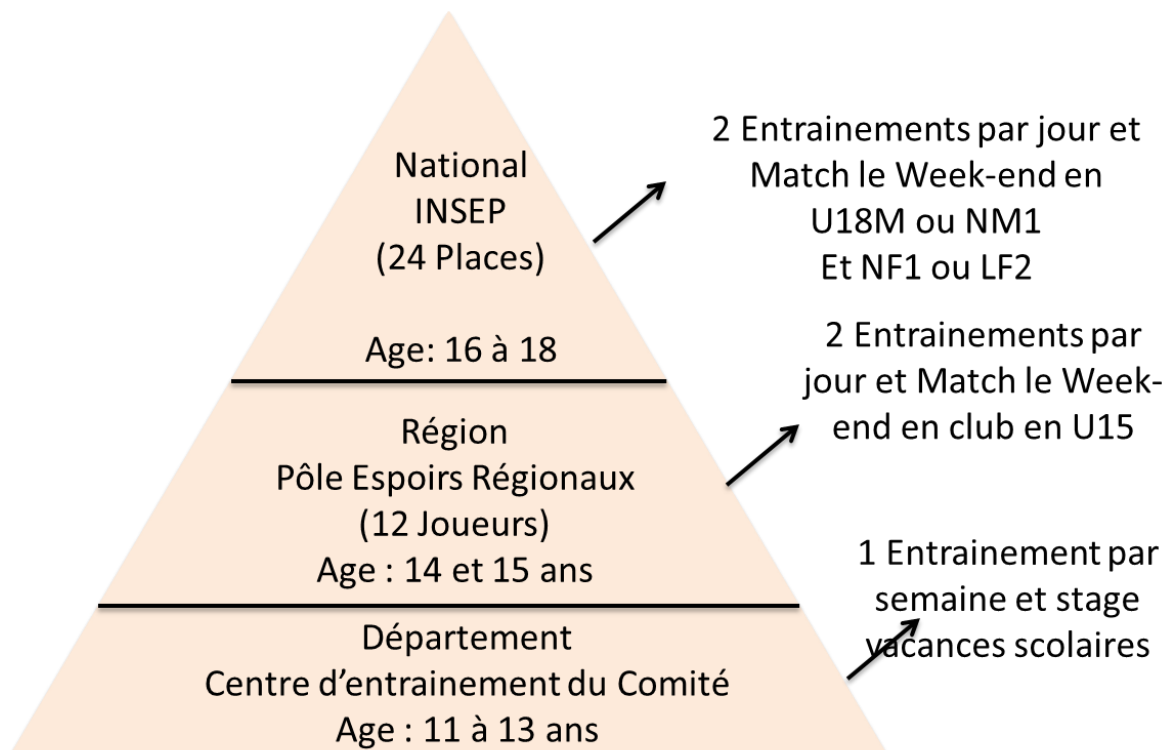 National
INSEP
(24 Places)
Age: 16 à 18
2 Entrainements par jour et
Match le Week-end en
U18M ou NM1
Et NF1 ou LF2
Région
Pôle Espoirs Régionaux
(12 Joueurs)
Age : 14 et 15 ans
2 Entrainements par
jour et Match le Week-
end en club en U15
Département
Centre d’entrainement du Comité
Age : 11 à 13 ans
1 Entrainement par
semaine et stage
vacances scolaires